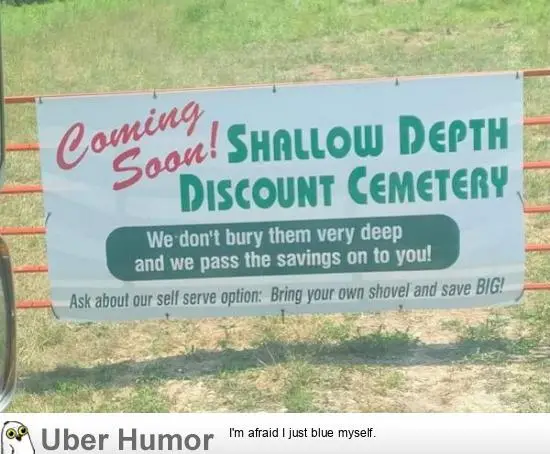 Coming
Soon!
SHALLOW DEPTH
DISCOUNT CEMETERY
We don't bury them very deep
and we pass the savings on to you!
Ask about our self serve option: Bring your own shovel and save BIG!
Uber Humor
I'm afraid I just blue myself.